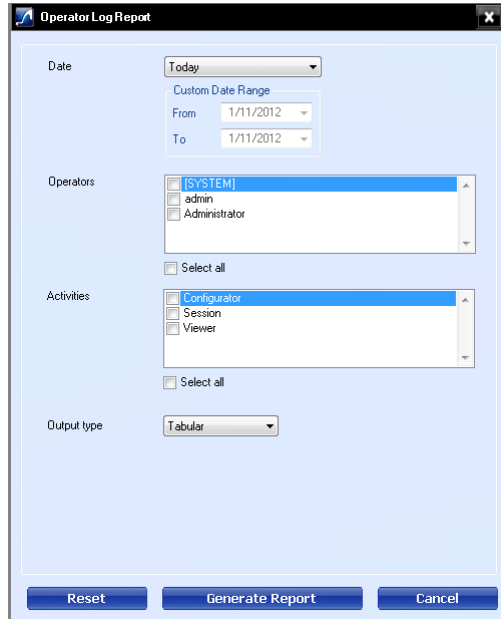 Operator Log Report
Date
Today
Custom Date Range
From
1/11/2012
To
1/11/2012
Operators
[SYSTEM]
admin
Administrator
Select all
Activities
Configurator
Session
Viewer
Select all
Output type
Tabular
Reset
Generate Report
Cancel